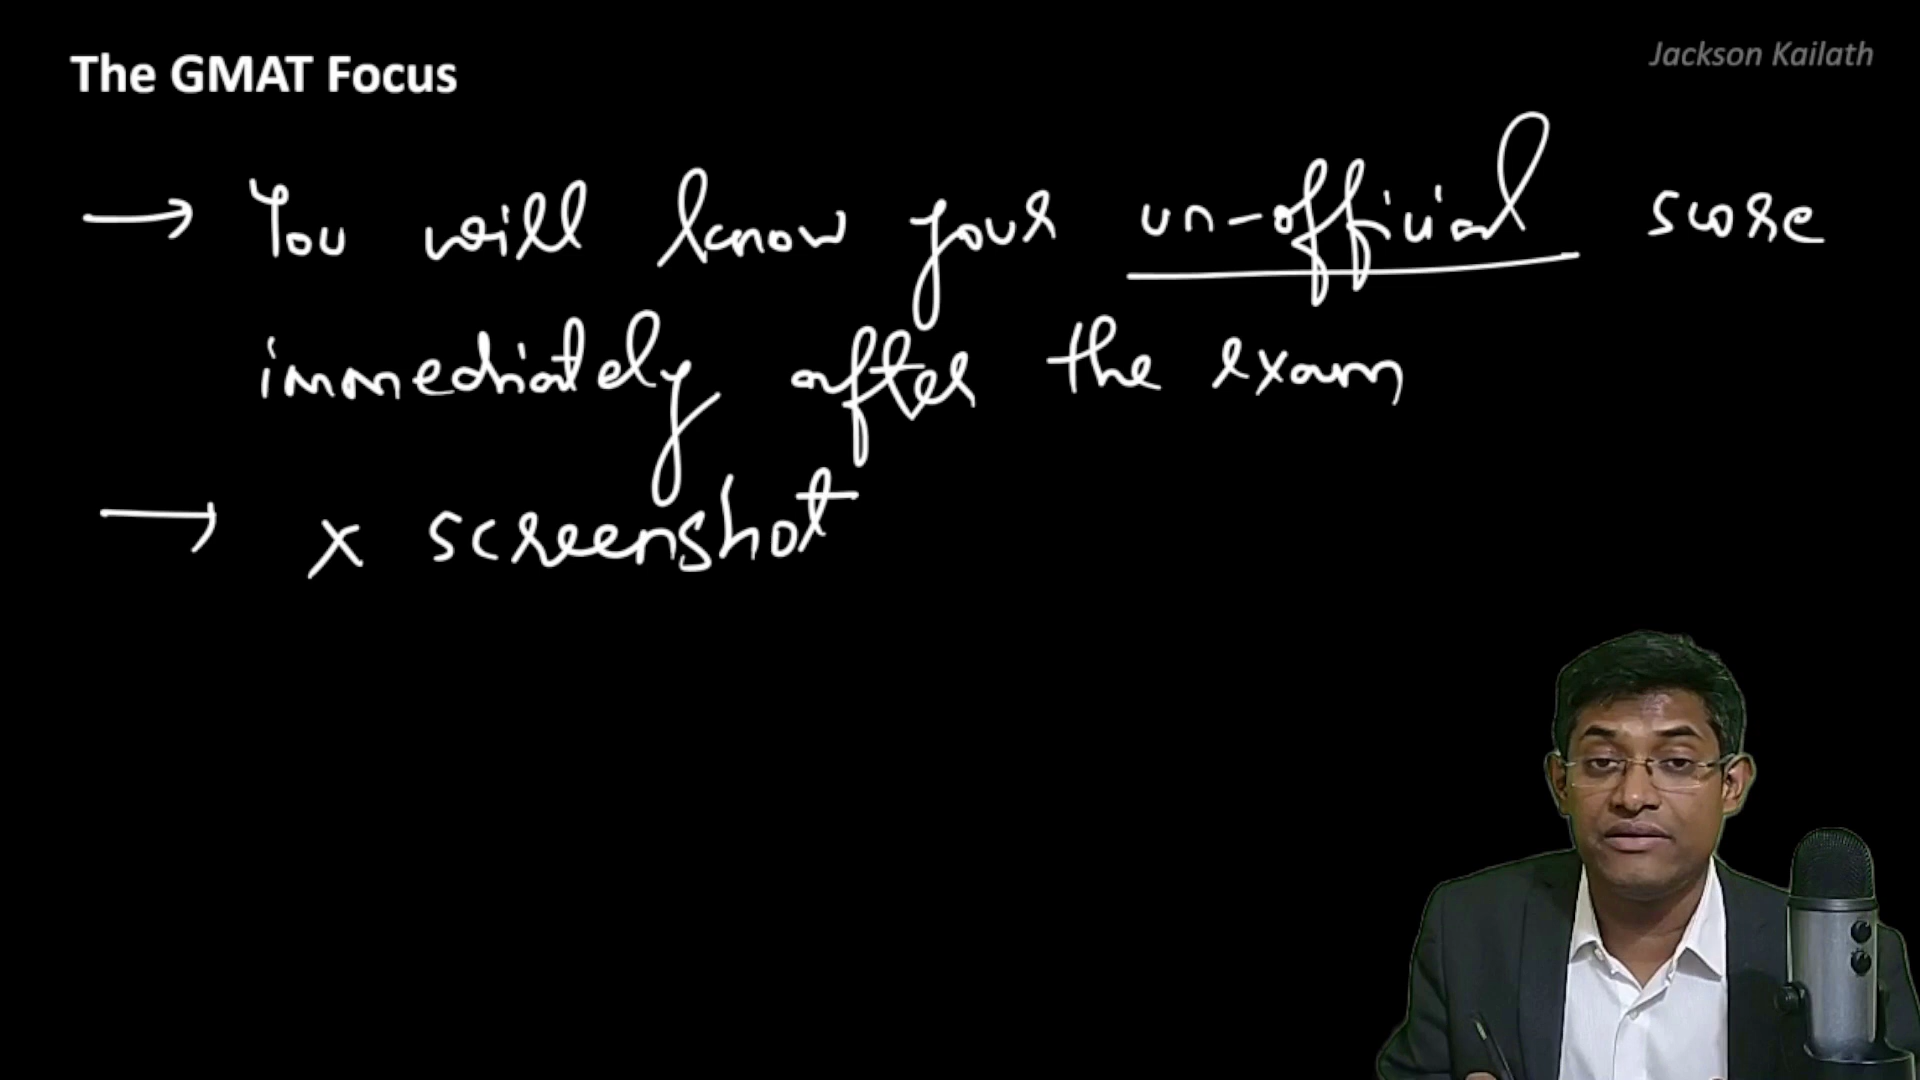 The GMAT Focus
Jackson Kailath
→ You will know your un-official score
immediately after the exam
→ x screenshot